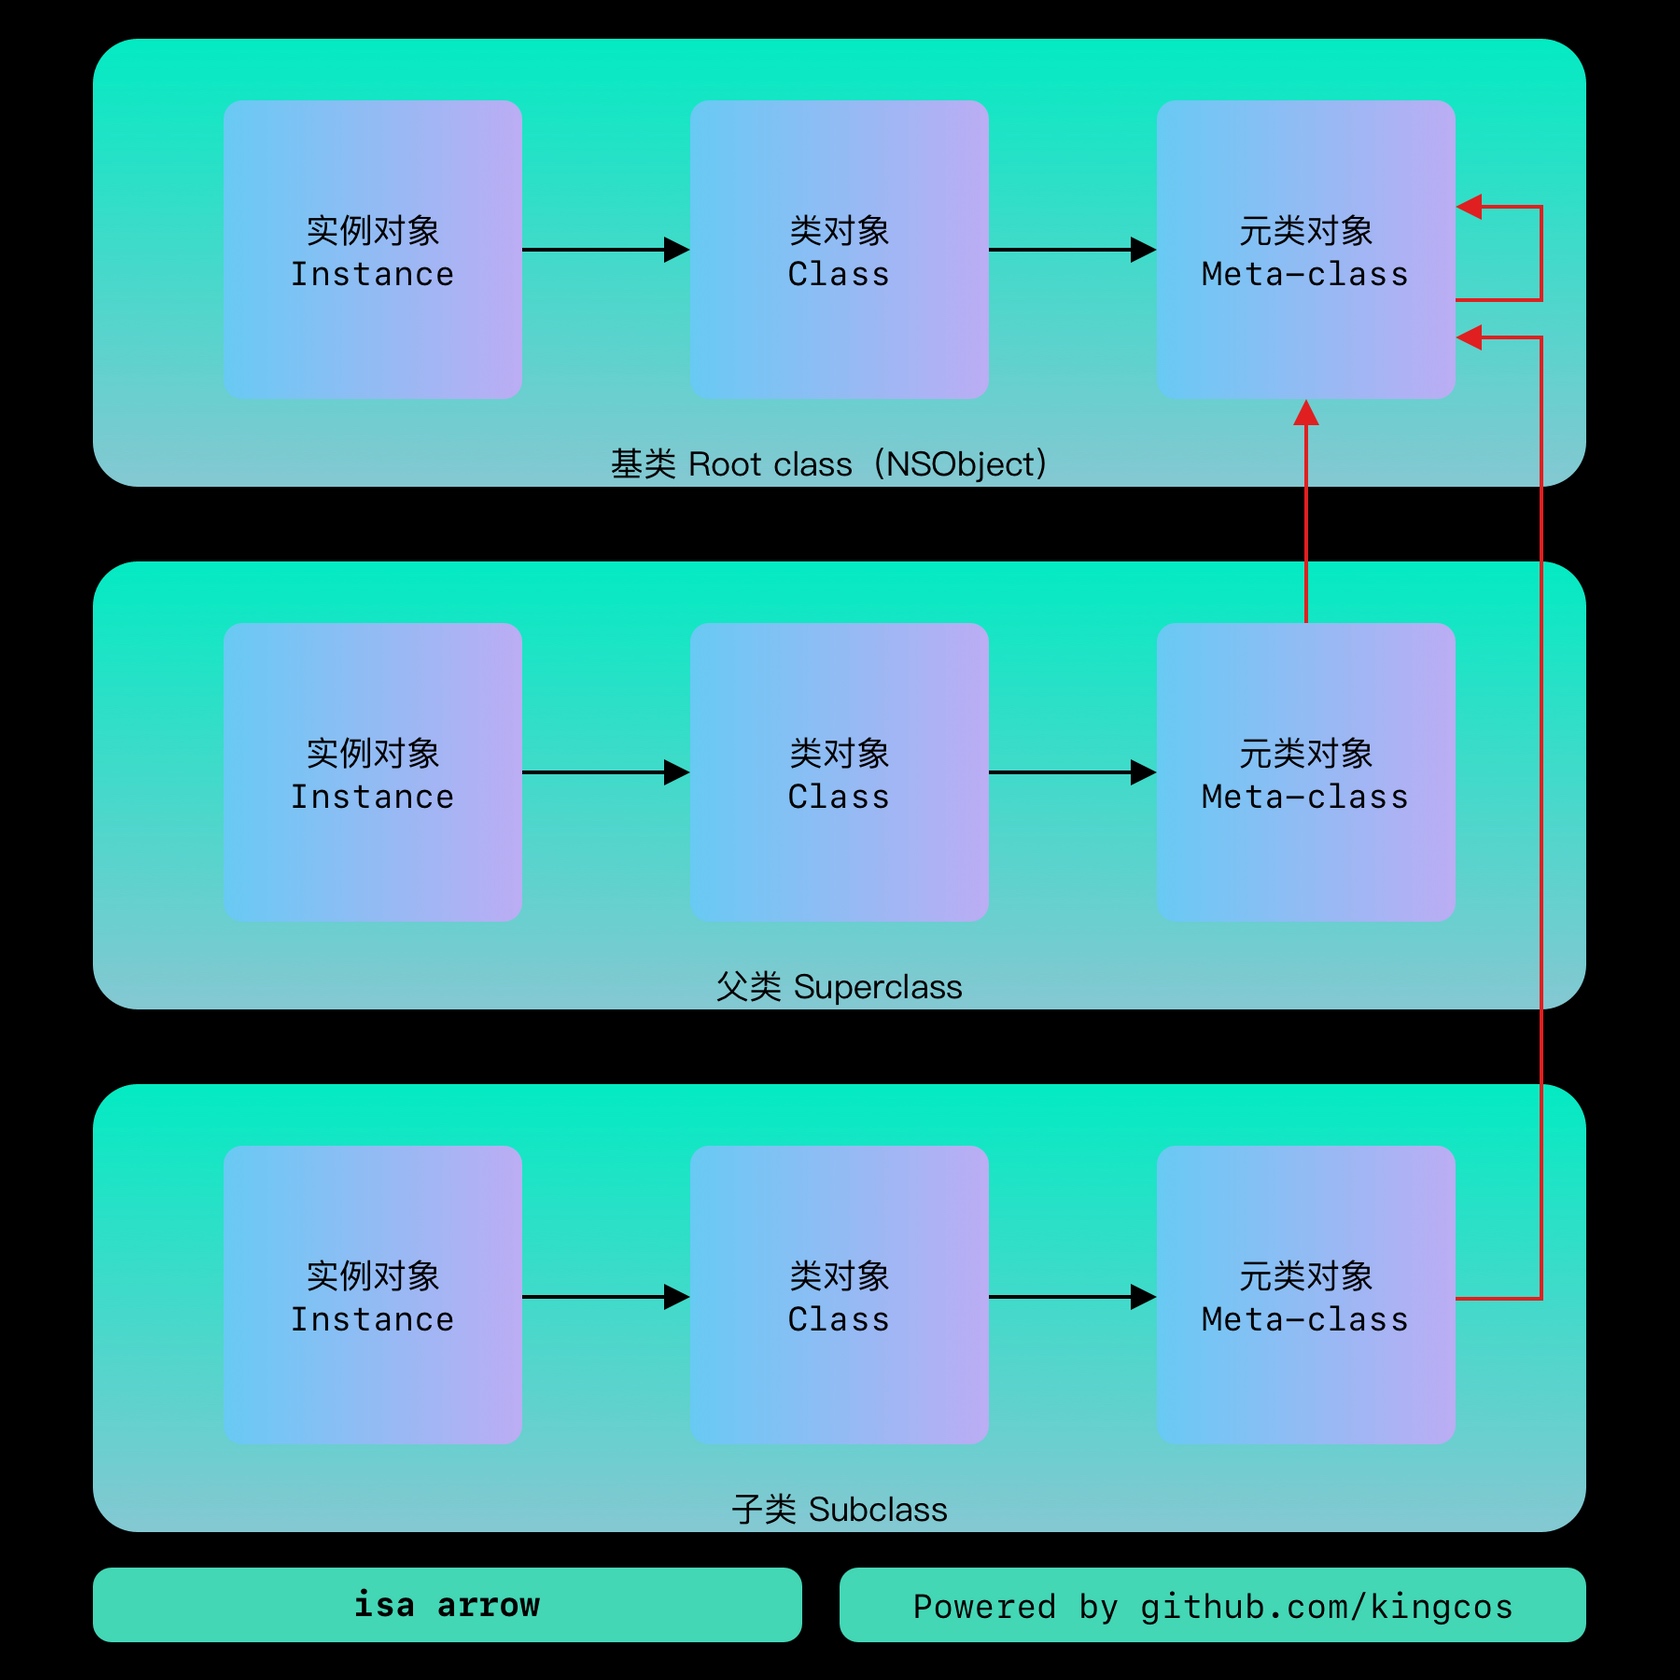 实例对象
Instance
类对象
Class
元类对象
Meta-class
基类 Root class（NSObject）
实例对象
Instance
类对象
Class
元类对象
Meta-class
父类 Superclass
实例对象
Instance
类对象
Class
元类对象
Meta-class
子类 Subclass
isa arrow
Powered by github.com/kingcos